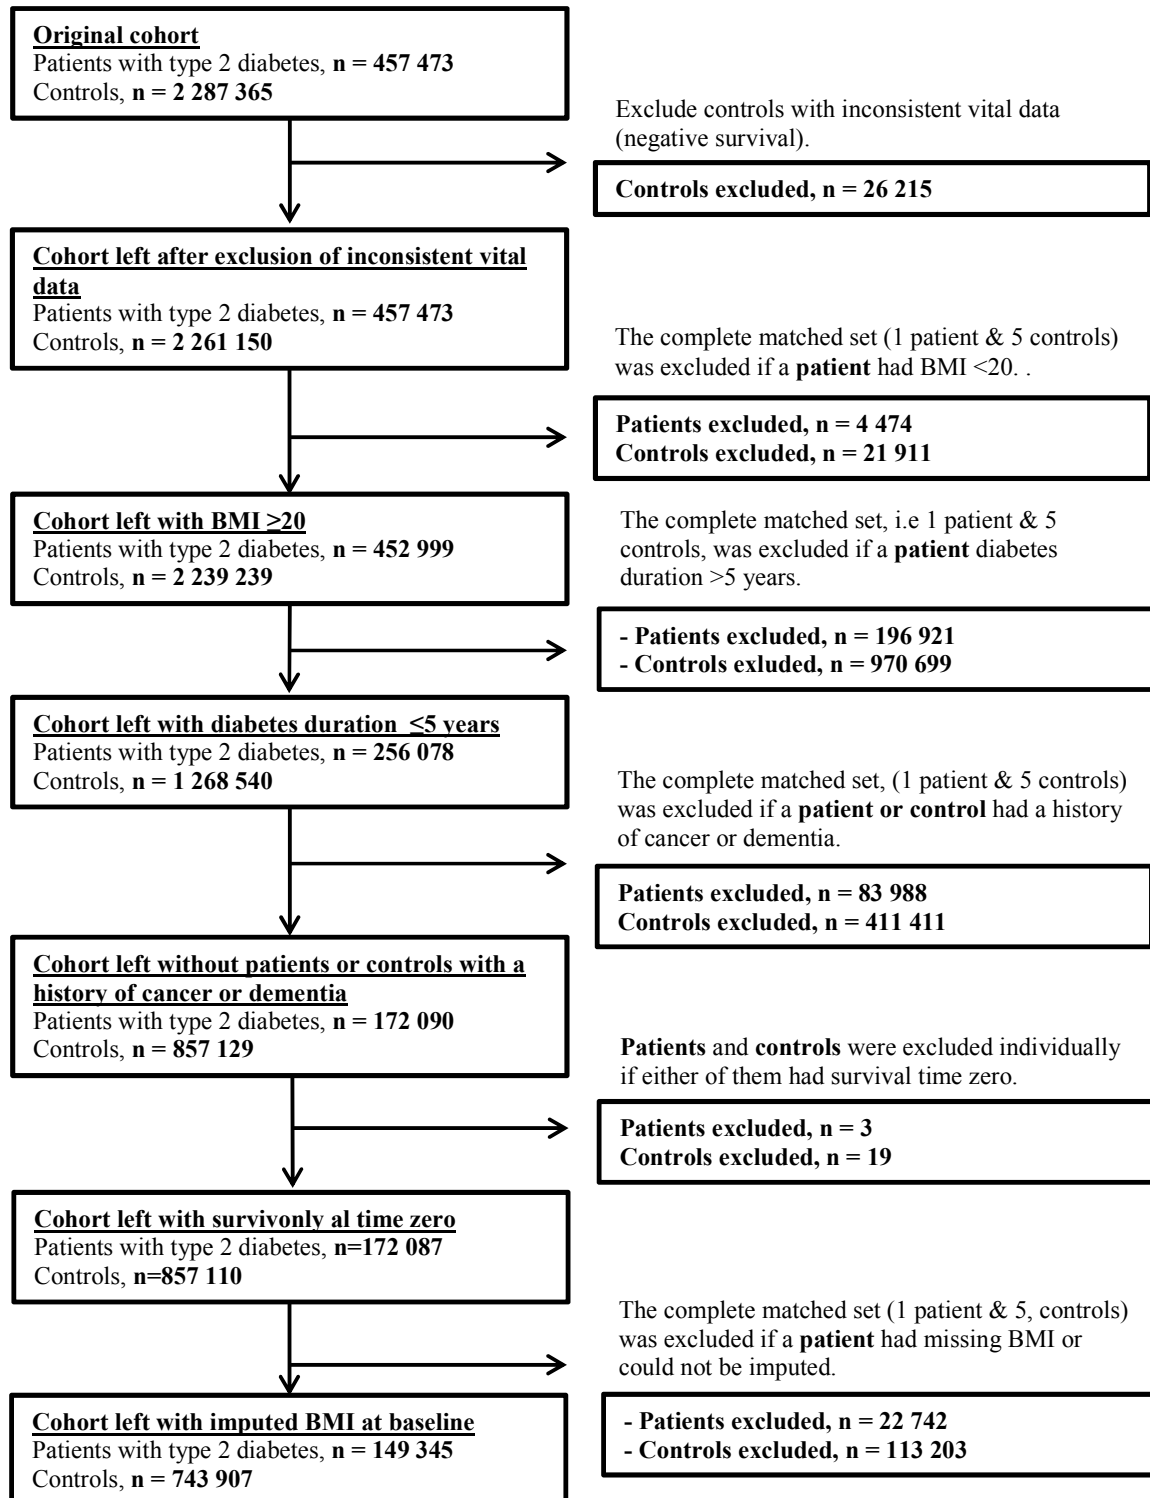 Original cohort
Patients with type 2 diabetes, n = 457 473
Controls, n = 2 287 365
Exclude controls with inconsistent vital data
(negative survival).
Controls excluded, n = 26 215
Cohort left after exclusion of inconsistent vital
data
Patients with type 2 diabetes, n = 457 473
Controls, n = 2 261 150
The complete matched set (1 patient & 5 controls)
was excluded if a patient had BMI <20. .
Patients excluded, n = 4 474
Controls excluded, n = 21 911
Cohort left with BMI ≥20
Patients with type 2 diabetes, n = 452 999
Controls, n = 2 239 239
The complete matched set, i.e 1 patient & 5
controls, was excluded if a patient diabetes
duration >5 years.
- Patients excluded, n = 196 921
- Controls exluded, n = 970 699
Cohort left with diabetes duration ≤5 years
Patients with type 2 diabetes, n = 256 078
Controls, n = 1 268 540
The complete matched set, (1 patient & 5 controls)
was excluded if a patient or control had a history
of cancer or dementia.
Patients excluded, n = 83 988
Controls excluded, n = 411 411
Cohort left without patients or controls with a
history of cancer or dementia
Patients with type 2 diabetes, n = 172 090
Controls, n = 857 129
Patients and controls were excluded individually
if either of them had survival time zero.
Patients excluded, n = 3
Controls excluded, n = 19
Cohort left with survivonly al time zero
Patients with type 2 diabetes, n=172 087
Controls, n=857 110
The complete matched set (1 patient & 5, controls)
was excluded if a patient had missing BMI or
could not be imputed.
- Patients excluded, n = 22 742
- Controls excluded, n = 113 203
Cohort left with imputed BMI at baseline
Patients with type 2 diabetes, n = 149 345
Controls, n = 743 907